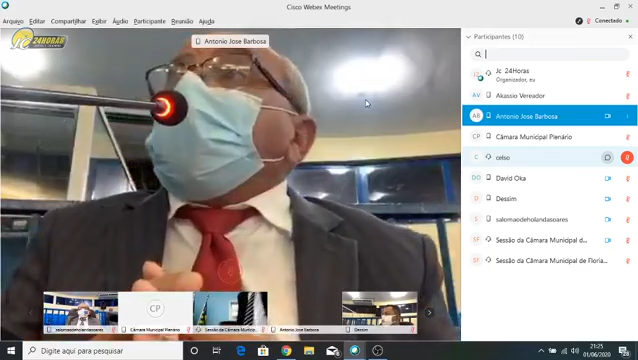 Cisco Webex Meetings
Arquivo Editar Compartilhar Exibir Áudio Participante Reunião Ajuda
Conectado
24HORAS
Antonio Jose Barbosa
Participantes (10)
Jc 24Horas
Organizador, eu
AV Akassio Vereador
AB Antonio Jose Barbosa
CP Câmara Municipal Plenário
C celso
DO David Oka
D Dessim
S salomaodeholandasoares
SF Sessão da Câmara Municipal d...
SF Sessão da Câmara Municipal de Floria...
CP
salomaodeholandasoares
Câmara Municipal Plenário
Sessão da Câmara Municip...
Antonio Jose Barbosa
Dessim
Digite aqui para pesquisar
21:25
01/06/2020